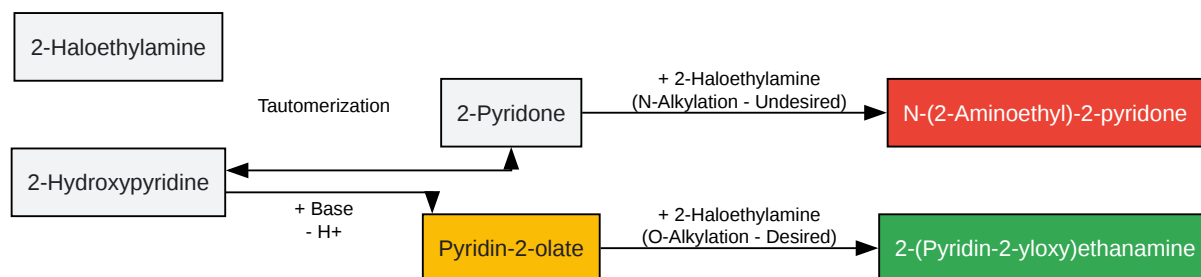 2-Haloethylamine
Tautomerization
2-Pyridone
+ 2-Haloethylamine
(N-Alkylation - Undesired)
N-(2-Aminoethyl)-2-pyridone
2-Hydroxypyridine
+ Base
- H+
Pyridin-2-olate
+ 2-Haloethylamine
(O-Alkylation - Desired)
2-(Pyridin-2-yloxy)ethanamine